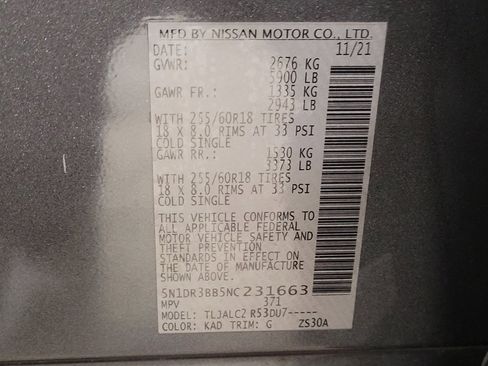 MFD BY NISSAN MOTOR CO., LTD.
DATE: 11/21
GVWR: 2676 KG
5900 LB
GAWR FR.: 1335 KG
2943 LB
WITH 255/60R18 TIRES
18 X 8.0 RIMS AT 33 PSI
COLD SINGLE
GAWR RR.: 1530 KG
3373 LB
WITH 255/60R18 TIRES
18 X 8.0 RIMS AT 33 PSI
COLD SINGLE
THIS VEHICLE CONFORMS TO
ALL APPLICABLE FEDERAL
MOTOR VEHICLE SAFETY AND
THEFT PREVENTION
STANDARDS IN EFFECT ON
THE DATE OF MANUFACTURE
SHOWN ABOVE.
5N1DR3BB5NC231663
MPV 371
MODEL: TLJALCZ R53DU7-----
COLOR: KAD TRIM: G ZS30A